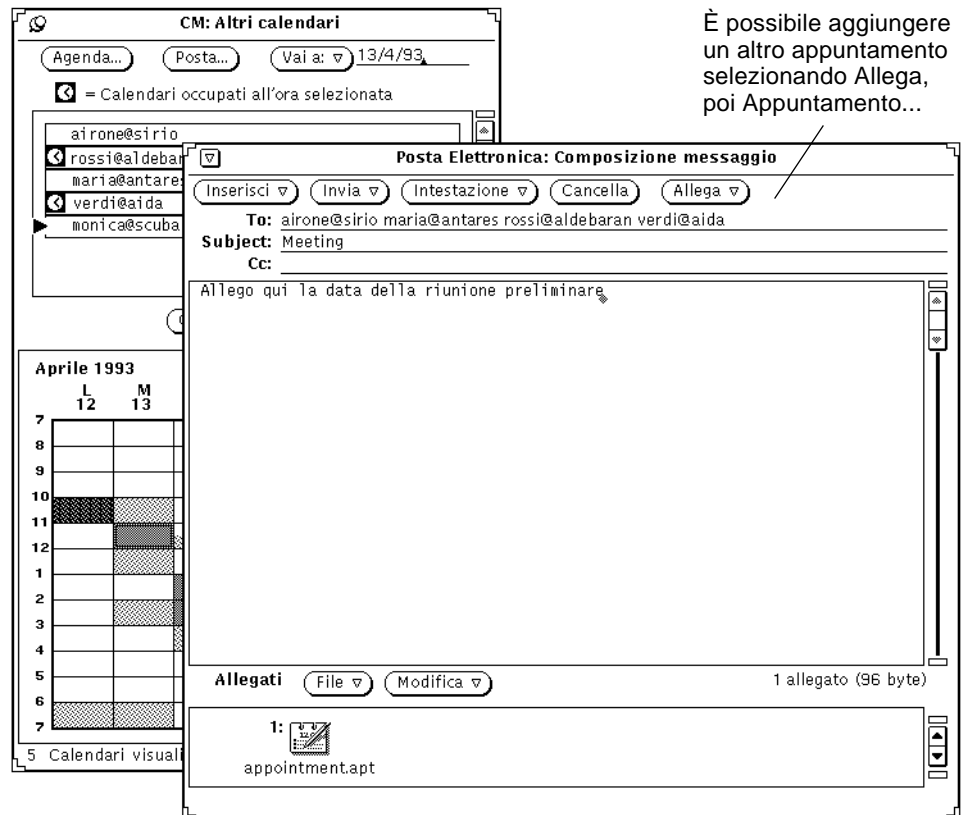 CM: Altri calendari
Agenda... Posta... Vai a: 13/4/93
= Calendari occupati all'ora selezionata
airone@sirio
rossi@aldebar
maria@antare
verdi@aida
monica@scuba
È possibile aggiungere
un altro appuntamento
selezionando Allega,
poi Appuntamento...
Posta Elettronica: Composizione messaggio
Inserisci Invia Intestazione Cancella Allega
To: airone@sirio maria@antares rossi@aldebaran verdi@aida
Subject: Meeting
Cc:
Allego qui la data della riunione preliminare
Aprile 1993
L M
12 13
7
8
9
10
11
12
1
2
3
4
5
6
7
5 Calendari visuali
Allegati File Modifica 1 allegato (96 byte)
1:
appointment.apt